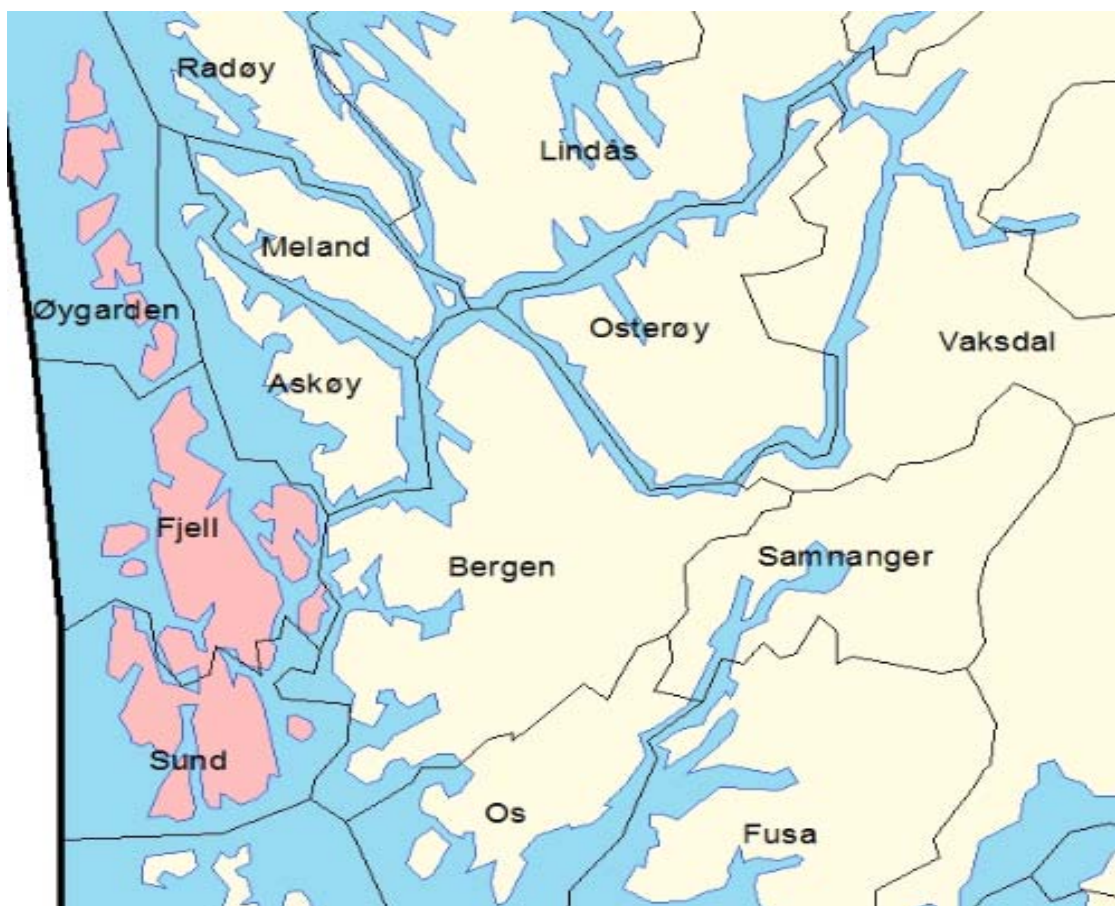 Radøy
Lindås
Meland
Øygarden
Osterøy
Vaksdal
Askøy
Fjell
Bergen
Samnanger
Sund
Os
Fusa